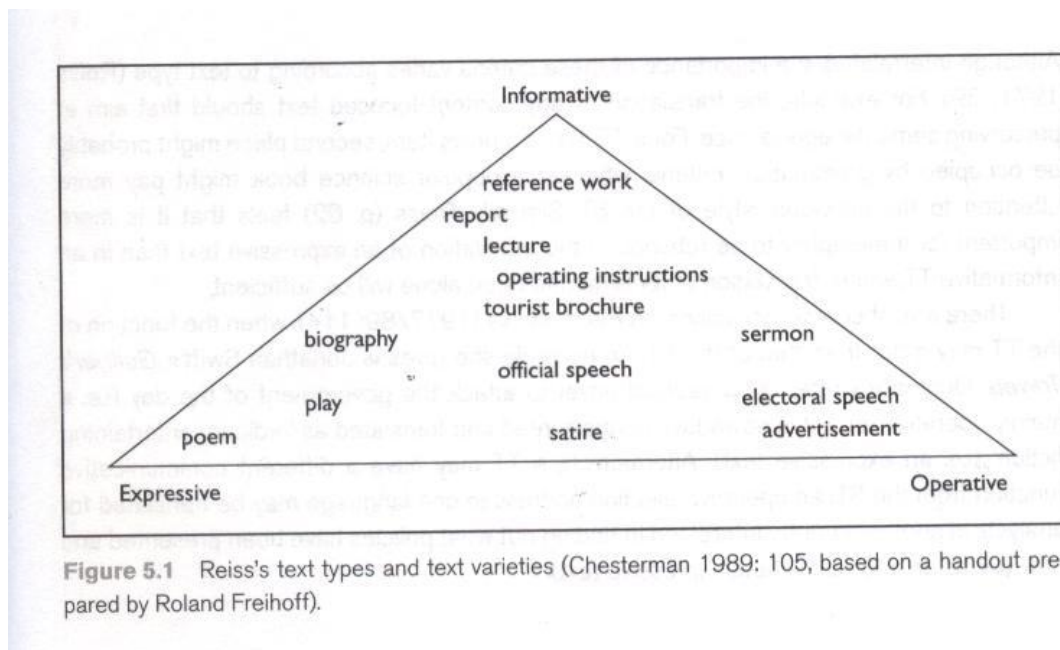 Informative
reference work
report
lecture
operating instructions
tourist brochure
biography
sermon
official speech
play
electoral speech
poem
satire
advertisement
Expressive
Operative
Figure 5.1 Reiss's text types and text varieties (Chesterman 1989: 105, based on a handout pre-
pared by Roland Freihoff).